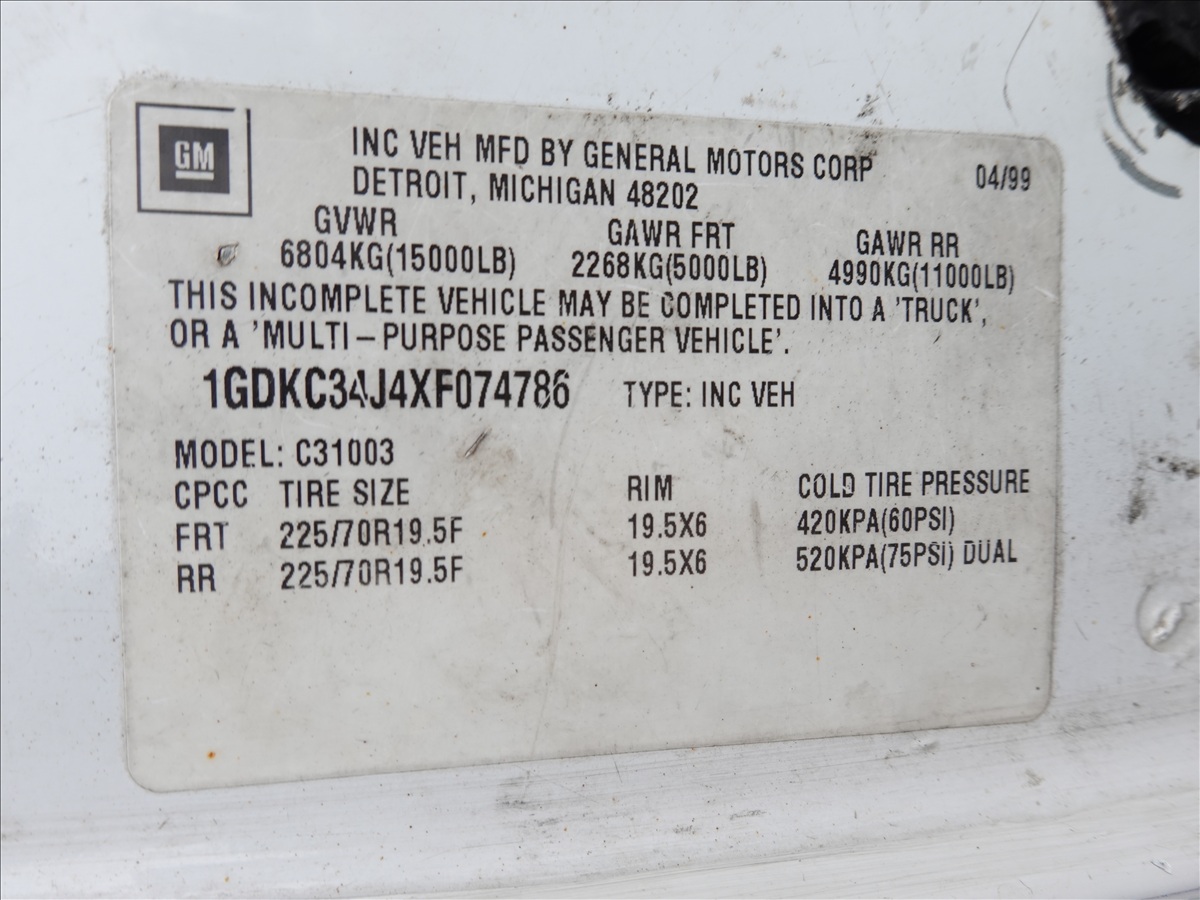 GM
INC VEH MFD BY GENERAL MOTORS CORP
DETROIT, MICHIGAN 48202
04/99
GVWR GAWR FRT GAWR RR
6804KG(15000LB) 2268KG(5000LB) 4990KG(11000LB)
THIS INCOMPLETE VEHICLE MAY BE COMPLETED INTO A 'TRUCK',
OR A 'MULTI-PURPOSE PASSENGER VEHICLE'.
1GDKC34J4XF074786 TYPE: INC VEH
MODEL: C31003
CPCC TIRE SIZE RIM COLD TIRE PRESSURE
FRT 225/70R19.5F 19.5X6 420KPA(60PSI)
RR 225/70R19.5F 19.5X6 520KPA(75PSI) DUAL